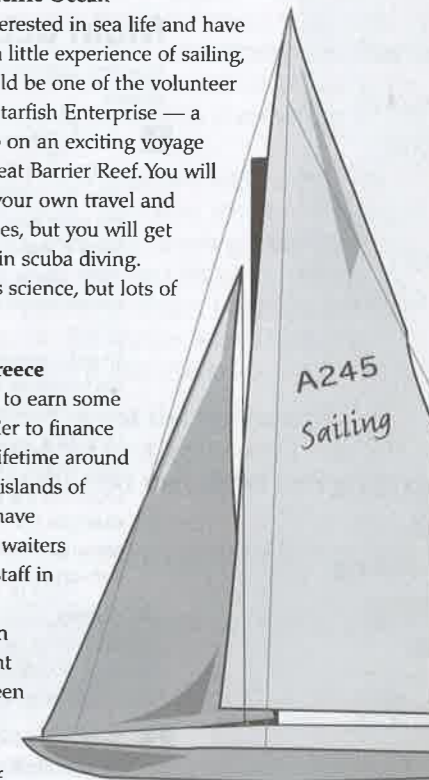 erested in sea life and have
little experience of sailing,
ld be one of the volunteer
tarfish Enterprise — a
on an exciting voyage
eat Barrier Reef. You will
your own travel and
es, but you will get
in scuba diving.
s science, but lots of
reece
to earn some
er to finance
ifetime around
islands of
have
waiters
staff in
A245
Sailing